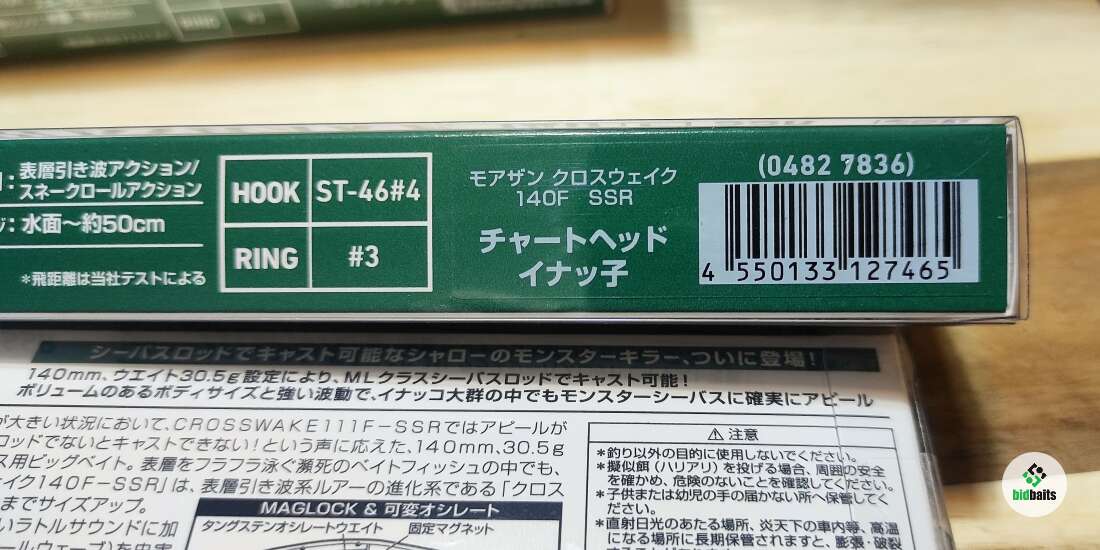 RING
表層引き波アクション/
スネークロールアクション
:水面〜約50cm
*飛距離は当社テストによる
HOOK ST-46#4
RING #3
モアザン クロスウェイク
140F SSR
チャートヘッド
イナッ子
(0482 7836)
4 550133 127465
シーバスロッドでキャスト可能なシャローのモンスターキラー、ついに登場!
140mm、ウエイト30.5g設定により、MLクラスシーバスロッドでキャスト可能!
ボリュームのあるボディサイズと強い波動で、イナッコ大群の中でもモンスターシーバスに確実にアピール
が大きい状況において、CROSSWAKE111F-SSRではアピールが
ロッドでないとキャストできない!という声に応えた、140mm、30.5g
ス用ビッグベイト。表層をフラフラ泳ぐ瀕死のベイトフィッシュの中でも、
イク140F-SSR」は、表層引き波系ルアーの進化系である「クロス
までサイズアップ。
いラトルサウンドに加
MAGLOCK & 可変オシレート
タングステンオシレートウエイト 固定マグネット
⚠注意
*釣り以外の目的に使用しないでください。
*擬似餌(ハリアリ)を投げる場合、周囲の安全
を確かめ、危険のないことを確認してください。
*子供または幼児の手の届かない所へ保管してく
ださい。
*直射日光のあたる場所、炎天下の車内等、高温
になる場所に長期保管されますと、膨張・破裂
bidbaits